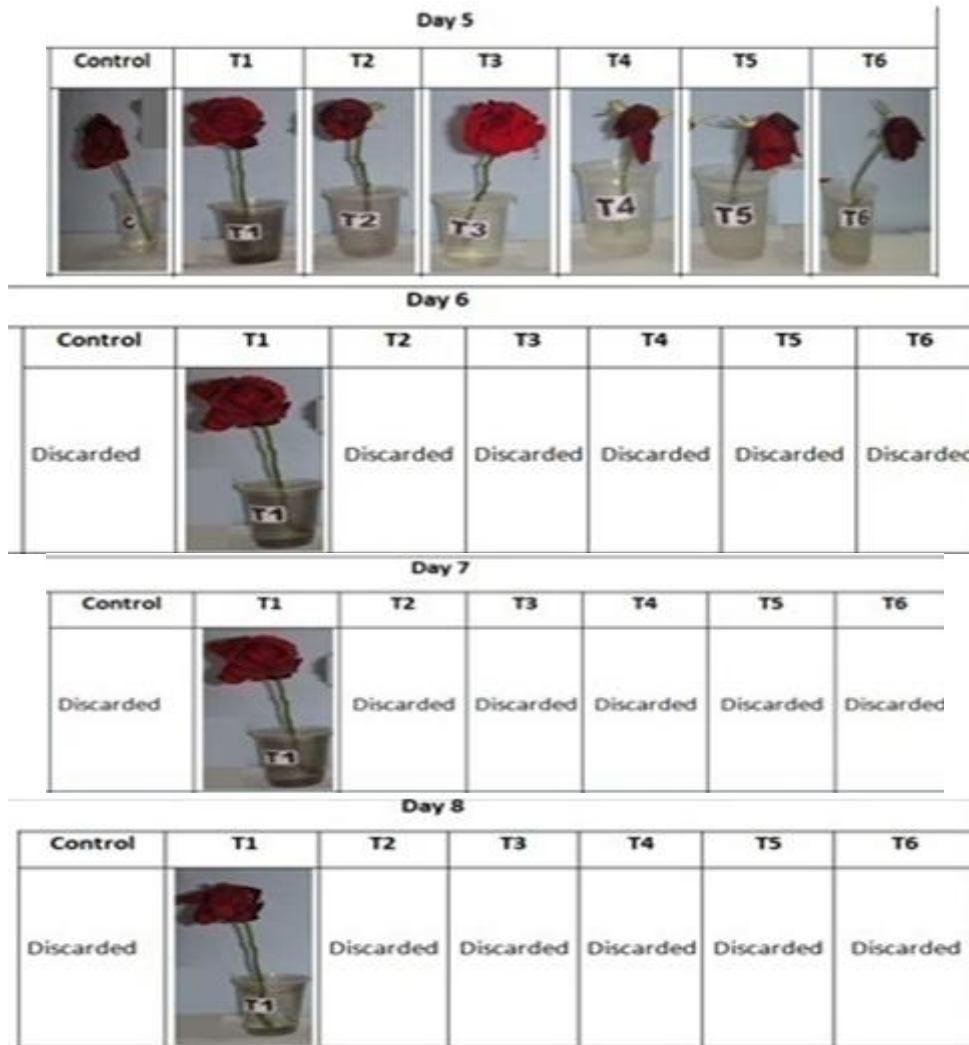 Day 5
Control T1 T2 T3 T4 T5 T6
C T1 T2 T3 T4 T5 T6
Day 6
Control T1 T2 T3 T4 T5 T6
Discarded Discarded Discarded Discarded Discarded Discarded
T1
Day 7
Control T1 T2 T3 T4 T5 T6
Discarded Discarded Discarded Discarded Discarded Discarded
T1
Day 8
Control T1 T2 T3 T4 T5 T6
Discarded Discarded Discarded Discarded Discarded Discarded
T1